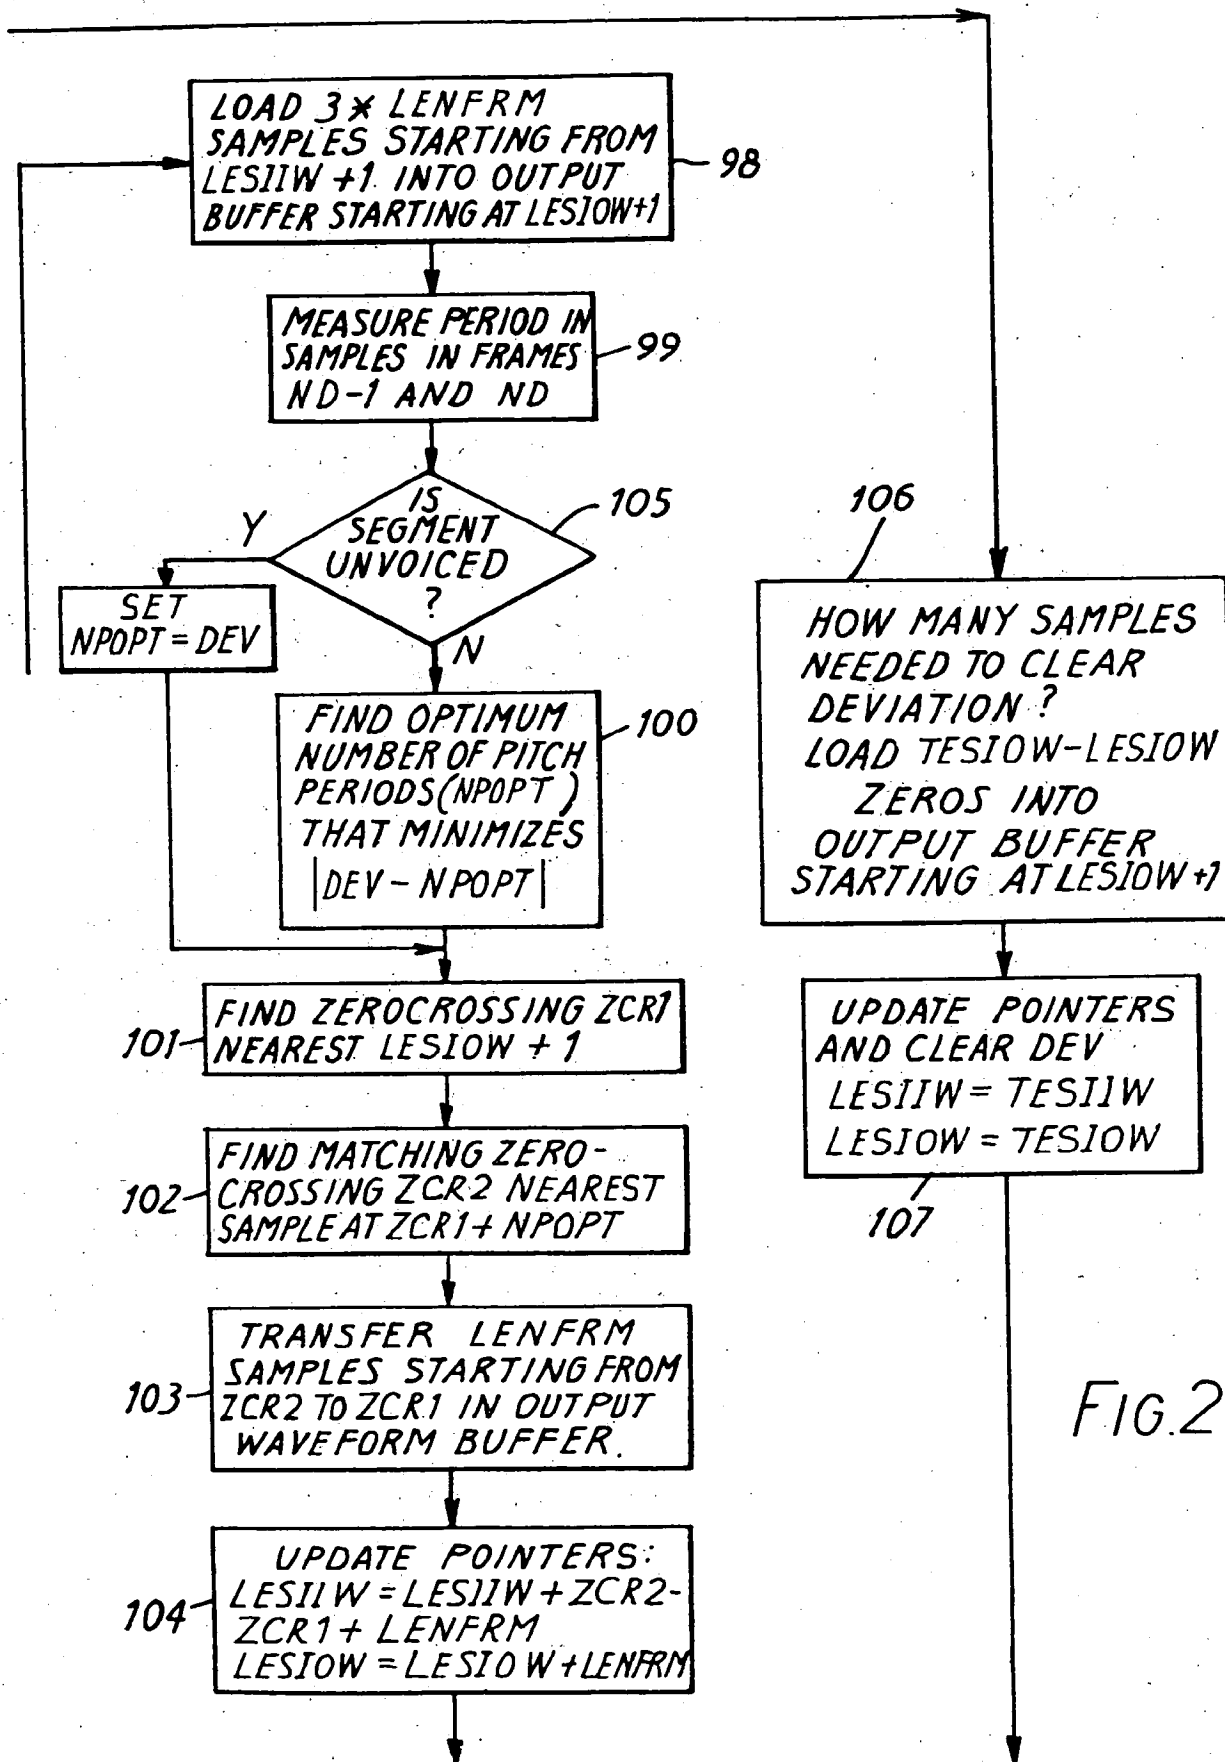 LOAD 3* LENFRM
SAMPLES STARTING FROM
LESIIW +1 INTO OUTPUT
BUFFER STARTING AT LESIOW+1
98
MEASURE PERIOD IN
SAMPLES IN FRAMES
ND-1 AND ND
99
IS
SEGMENT
UNVOICED
?
105
Y
N
SET
NPOPT = DEV
FIND OPTIMUM
NUMBER OF PITCH
PERIODS (NPOPT)
THAT MINIMIZES
|DEV - NPOPT|
100
FIND ZEROCROSSING ZCR1
NEAREST LESIOW + 1
101
FIND MATCHING ZERO-
CROSSING ZCR2 NEAREST
SAMPLE AT ZCR1 + NPOPT
102
TRANSFER LENFRM
SAMPLES STARTING FROM
ZCR2 TO ZCR1 IN OUTPUT
WAVEFORM BUFFER.
103
UPDATE POINTERS:
LESIIW = LESIIW + ZCR2-
ZCR1 + LENFRM
LESIOW = LESIOW + LENFRM
104
106
HOW MANY SAMPLES
NEEDED TO CLEAR
DEVIATION ?
LOAD TESIOW-LESIOW
ZEROS INTO
OUTPUT BUFFER
STARTING AT LESIOW +1
UPDATE POINTERS
AND CLEAR DEV
LESIIW = TESIIW
LESIOW = TESIOW
107
FIG.2